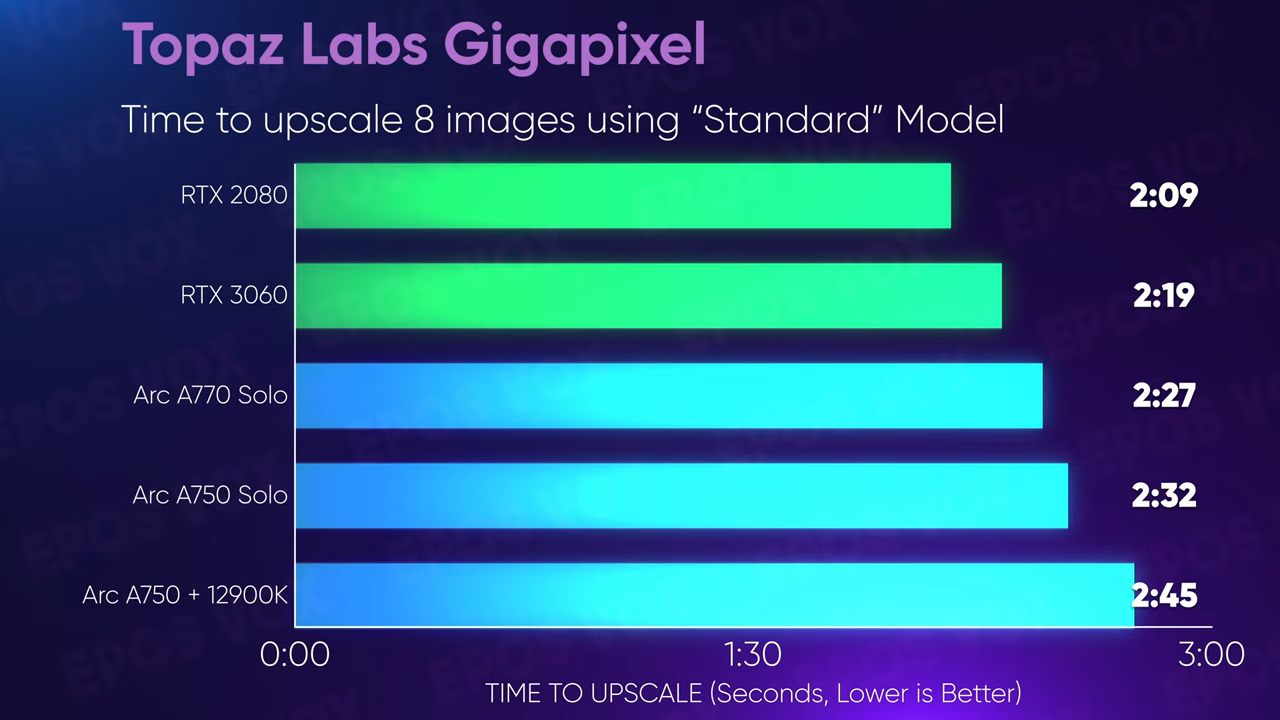 Topaz Labs Gigapixel
Time to upscale 8 images using “Standard” Model
RTX 2080 2:09
RTX 3060 2:19
Arc A770 Solo 2:27
Arc A750 Solo 2:32
Arc A750 + 12900K 2:45
0:00 1:30 3:00
TIME TO UPSCALE (Seconds, Lower is Better)
EPOS VOX